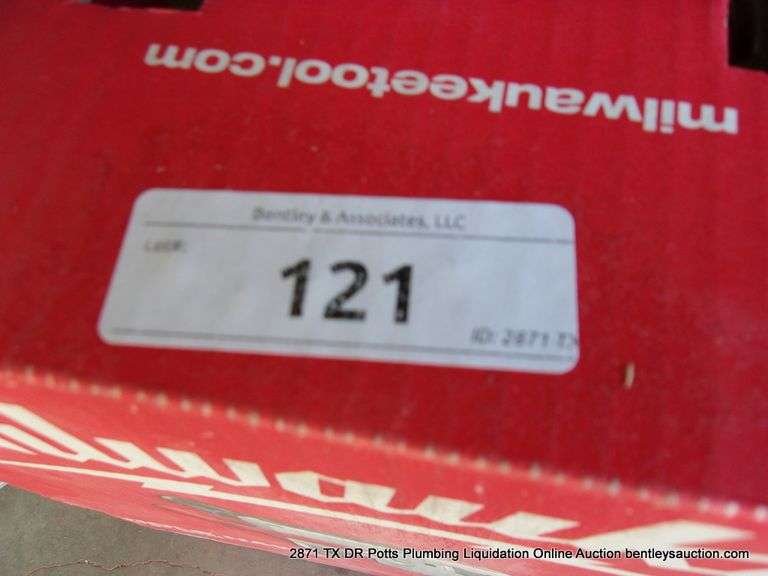 milwaukeetool.com
Bentley & Associates, LLC
Lot#:
121
ID: 2871 TX
Milwaukee
2871 TX DR Potts Plumbing Liquidation Online Auction bentleysauction.com